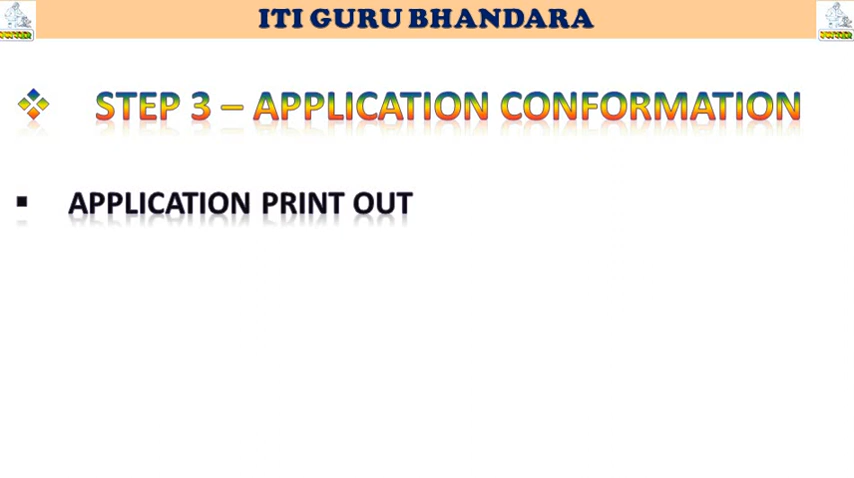 ITI GURU BHANDARA
STEP 3 – APPLICATION CONFORMATION
APPLICATION PRINT OUT